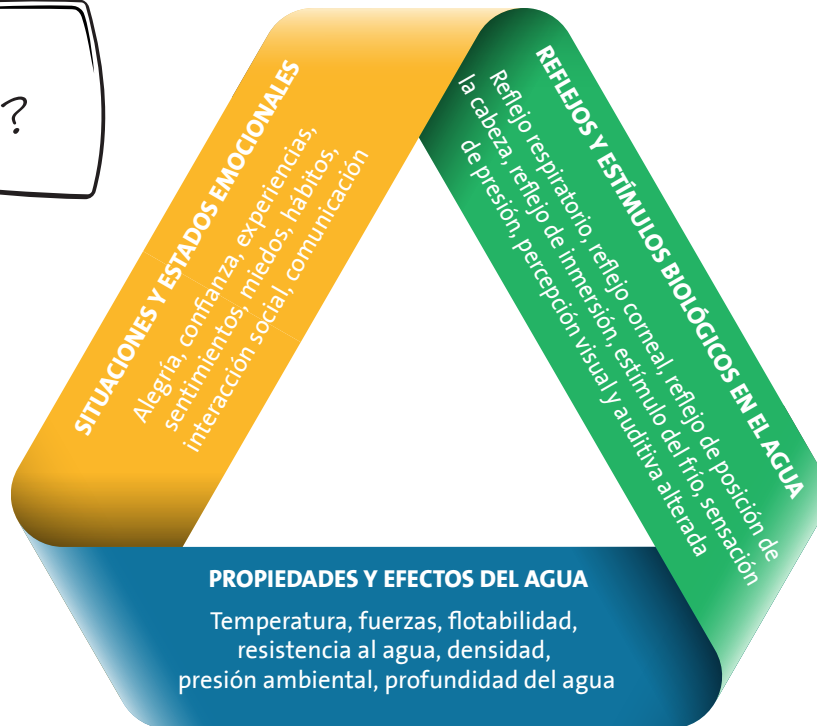 ?
SITUACIONES Y ESTADOS EMOCIONALES
Alegría, confianza, experiencias,
sentimientos, miedos, hábitos,
interacción social, comunicación
REFLEJOS Y ESTÍMULOS BIOLÓGICOS EN EL AGUA
Reflejo respiratorio, reflejo corneal, reflejo de posición de
la cabeza, reflejo de inmersión, estímulo del frío, sensación
de presión, percepción visual y auditiva alterada
PROPIEDADES Y EFECTOS DEL AGUA
Temperatura, fuerzas, flotabilidad,
resistencia al agua, densidad,
presión ambiental, profundidad del agua